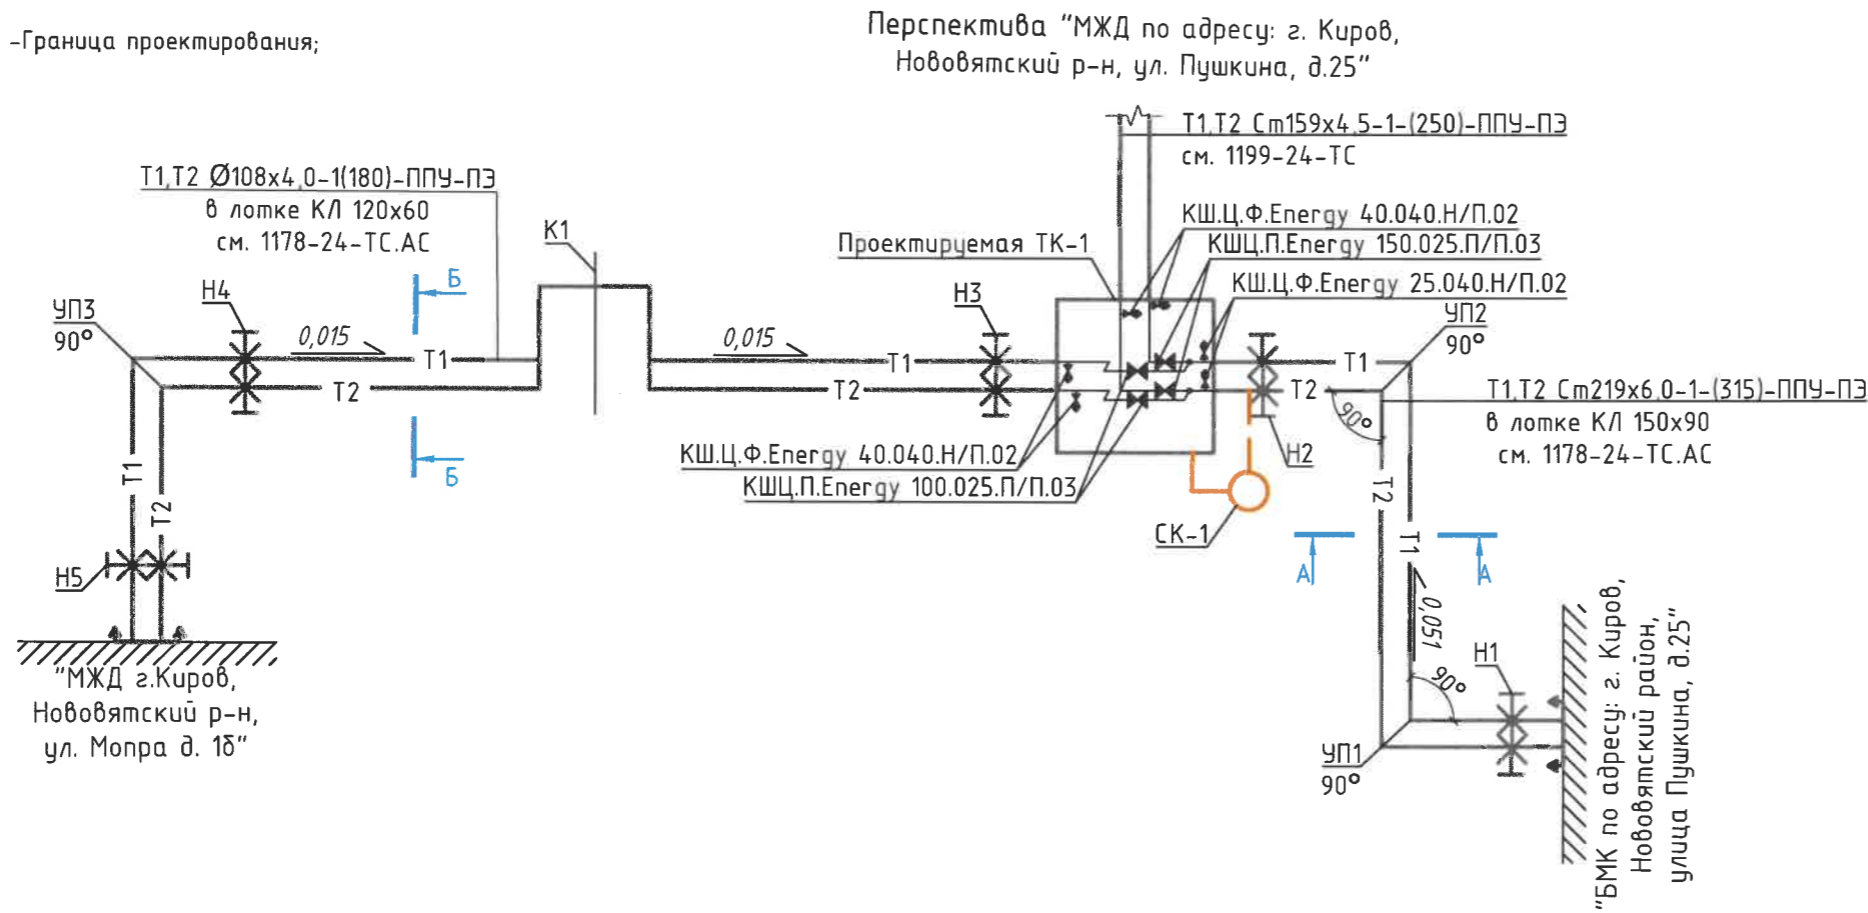 -Граница проектирования;
Перспектива "МЖД по адресу: г. Киров,
Нововятский р-н, ул. Пушкина, д.25"
Т1,Т2 Ст159х4,5-1-(250)-ППУ-ПЭ
см. 1199-24-ТС
Т1,Т2 Ø108х4,0-1(180)-ППУ-ПЭ
в лотке КЛ 120х60
см. 1178-24-ТС.АС
К1
КШ.Ц.Ф.Energy 40.040.Н/П.02
Проектируемая ТК-1
КШЦ.П.Energy 150.025.П/П.03
КШ.Ц.Ф.Energy 25.040.Н/П.02
Б
Н4
Н3
УП3
90°
УП2
90°
0,015
Т1
Т2
0,015
Т1
Т2
Т1
Т2
90°
Т1,Т2 Ст219х6,0-1-(315)-ППУ-ПЭ
в лотке КЛ 150х90
см. 1178-24-ТС.АС
Б
КШ.Ц.Ф.Energy 40.040.Н/П.02
КШЦ.П.Energy 100.025.П/П.03
Н2
Т1
Т2
Т2
Т1
СК-1
А
А
Н5
0,051
"МЖД г.Киров,
Нововятский р-н,
ул. Мопра д. 1б"
Н1
90°
УП1
90°
"БМК по адресу: г. Киров,
Нововятский район,
улица Пушкина, д.25"